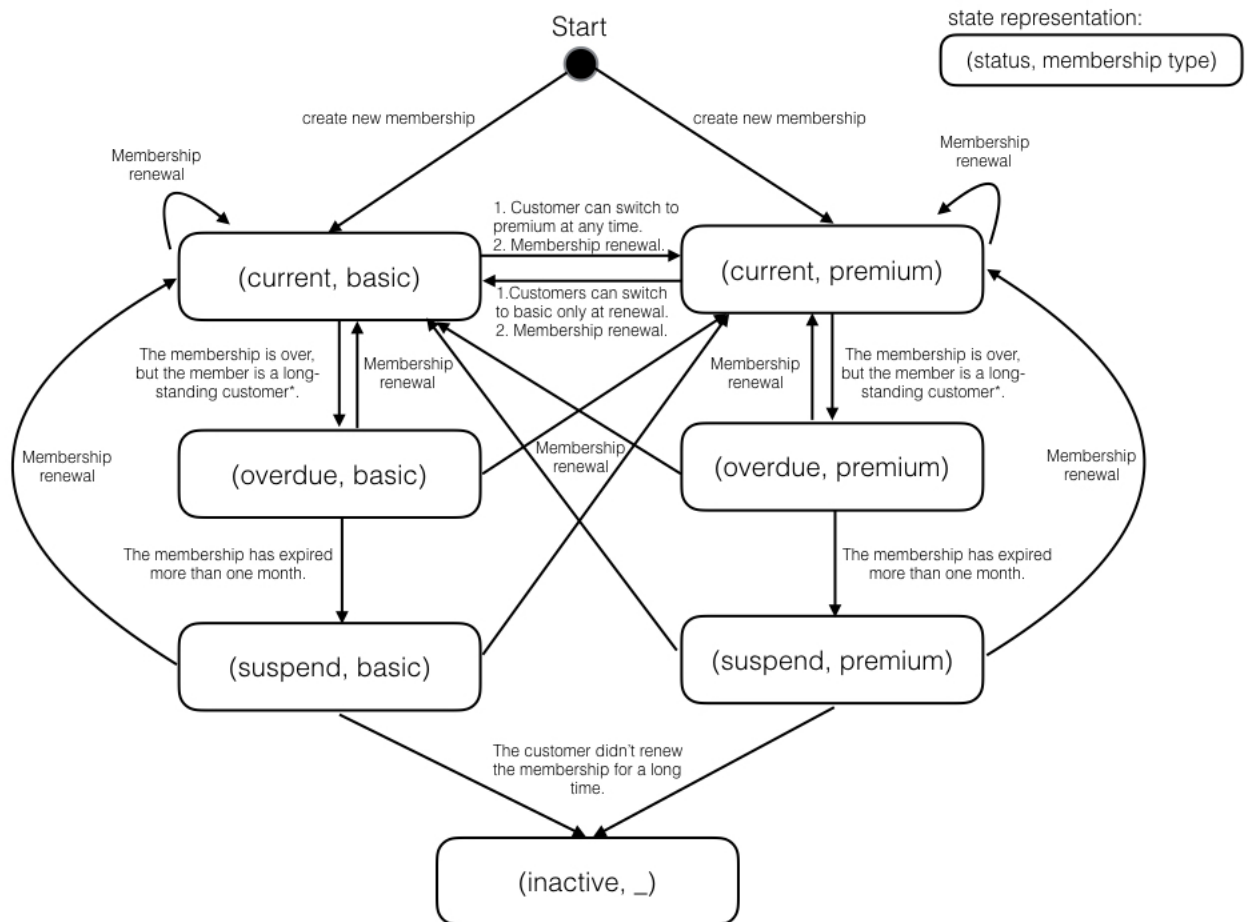 Start
state representation:
(status, membership type)
create new membership
create new membership
Membership
renewal
Membership
renewal
1. Customer can switch to
premium at any time.
2. Membership renewal.
(current, basic)
(current, premium)
1.Customers can switch
to basic only at renewal.
2. Membership renewal.
The membership is over,
but the member is a long-
standing customer*.
Membership
renewal
Membership
renewal
The membership is over,
but the member is a long-
standing customer*.
Membership
renewal
(overdue, basic)
Membership
renewal
(overdue, premium)
Membership
renewal
The membership has expired
more than one month.
The membership has expired
more than one month.
(suspend, basic)
(suspend, premium)
The customer didn't renew
the membership for a long
time.
(inactive, _)